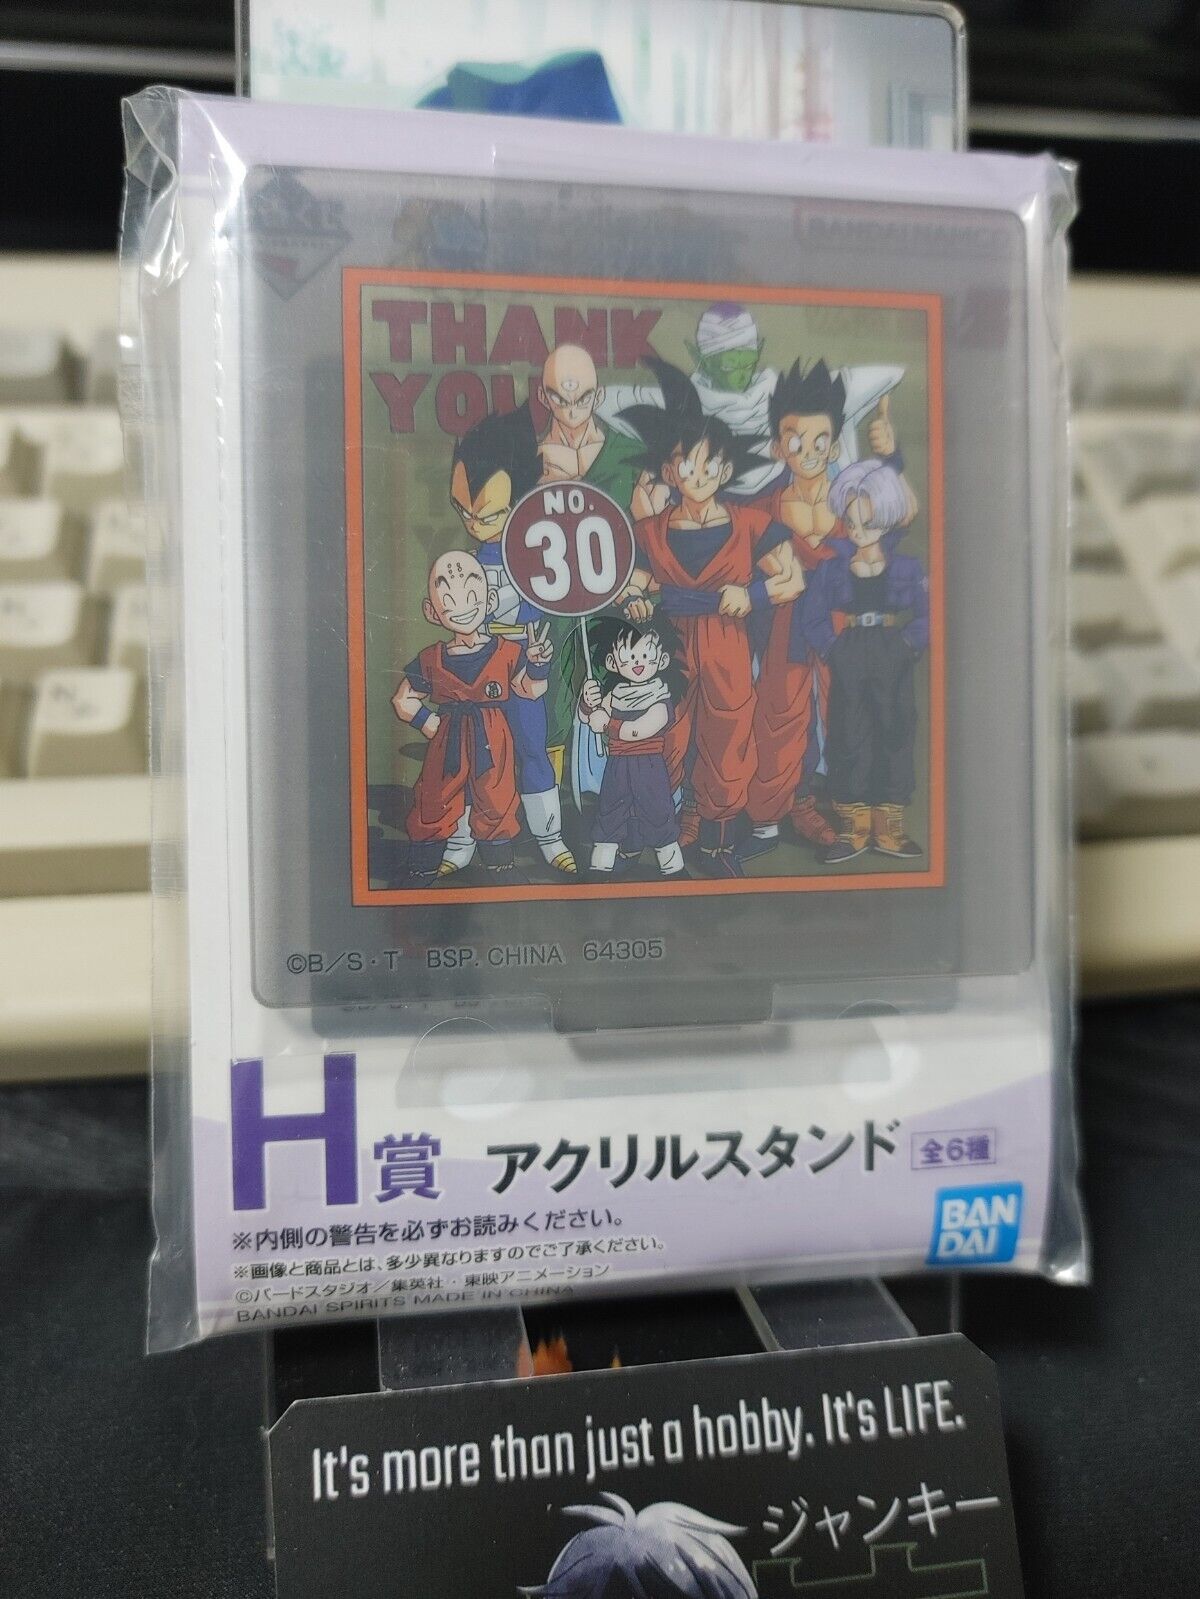 BANDAI NAMCO
THANK
YOU
NO.
30
©B／S・T BSP. CHINA 64305
H賞 アクリルスタンド 全6種
※内側の警告を必ずお読みください。
※画像と商品とは、多少異なりますのでご了承ください。
©バードスタジオ／集英社・東映アニメーション
BANDAI SPIRITS MADE IN CHINA
BAN
DAI
It's more than just a hobby. It's LIFE.
ジャンキー